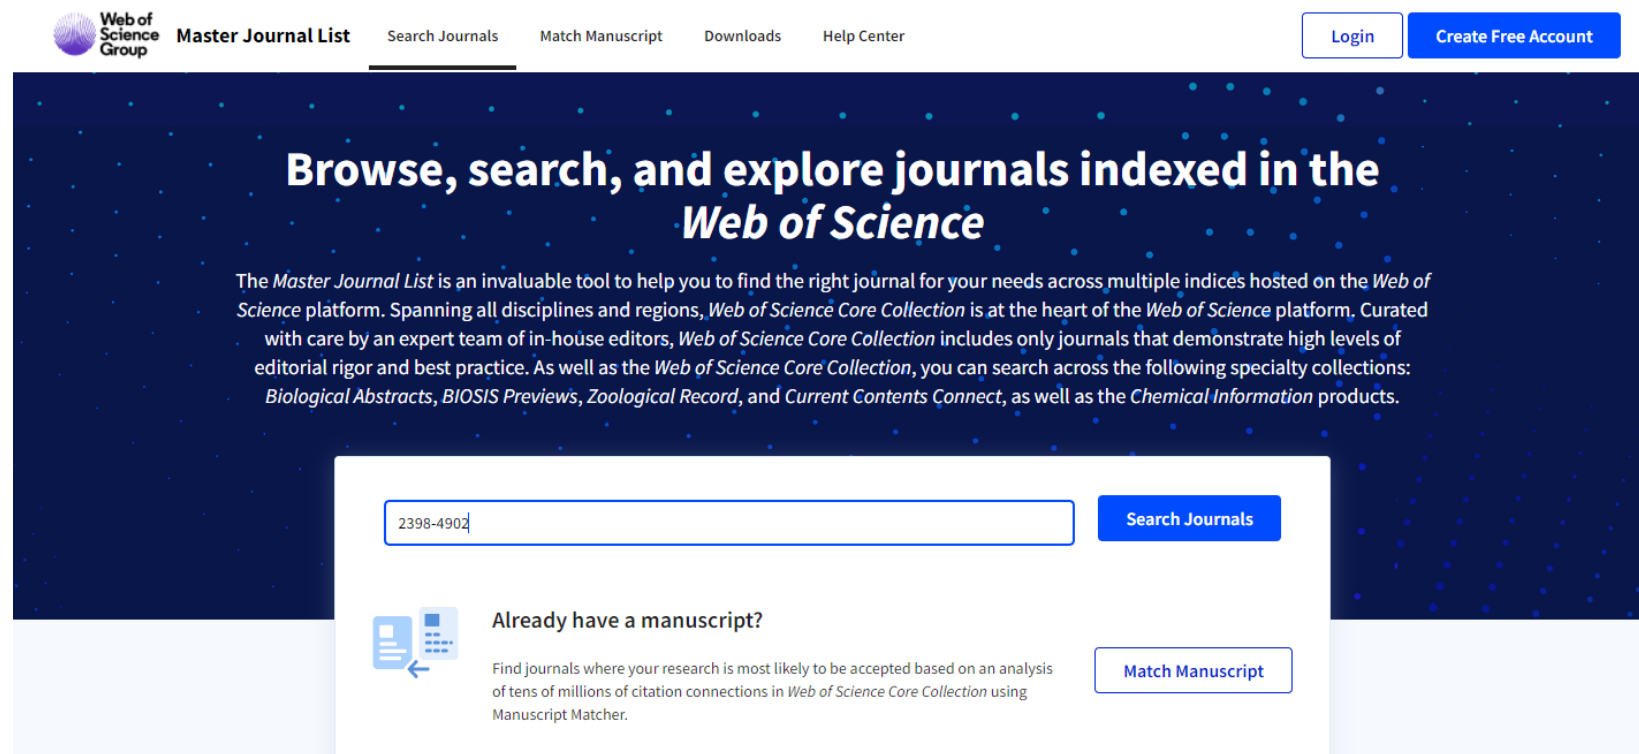 Web of
Science
Group
Master Journal List
Search Journals
Match Manuscript
Downloads
Help Center
Login
Create Free Account
Browse, search, and explore journals indexed in the
Web of Science
The Master Journal List is an invaluable tool to help you to find the right journal for your needs across multiple indices hosted on the Web of
Science platform. Spanning all disciplines and regions, Web of Science Core Collection is at the heart of the Web of Science platform. Curated
with care by an expert team of in-house editors, Web of Science Core Collection includes only journals that demonstrate high levels of
editorial rigor and best practice. As well as the Web of Science Core Collection, you can search across the following specialty collections:
Biological Abstracts, BIOSIS Previews, Zoological Record, and Current Contents Connect, as well as the Chemical Information products.
2398-4902
Search Journals
Already have a manuscript?
Find journals where your research is most likely to be accepted based on an analysis
of tens of millions of citation connections in Web of Science Core Collection using
Manuscript Matcher.
Match Manuscript